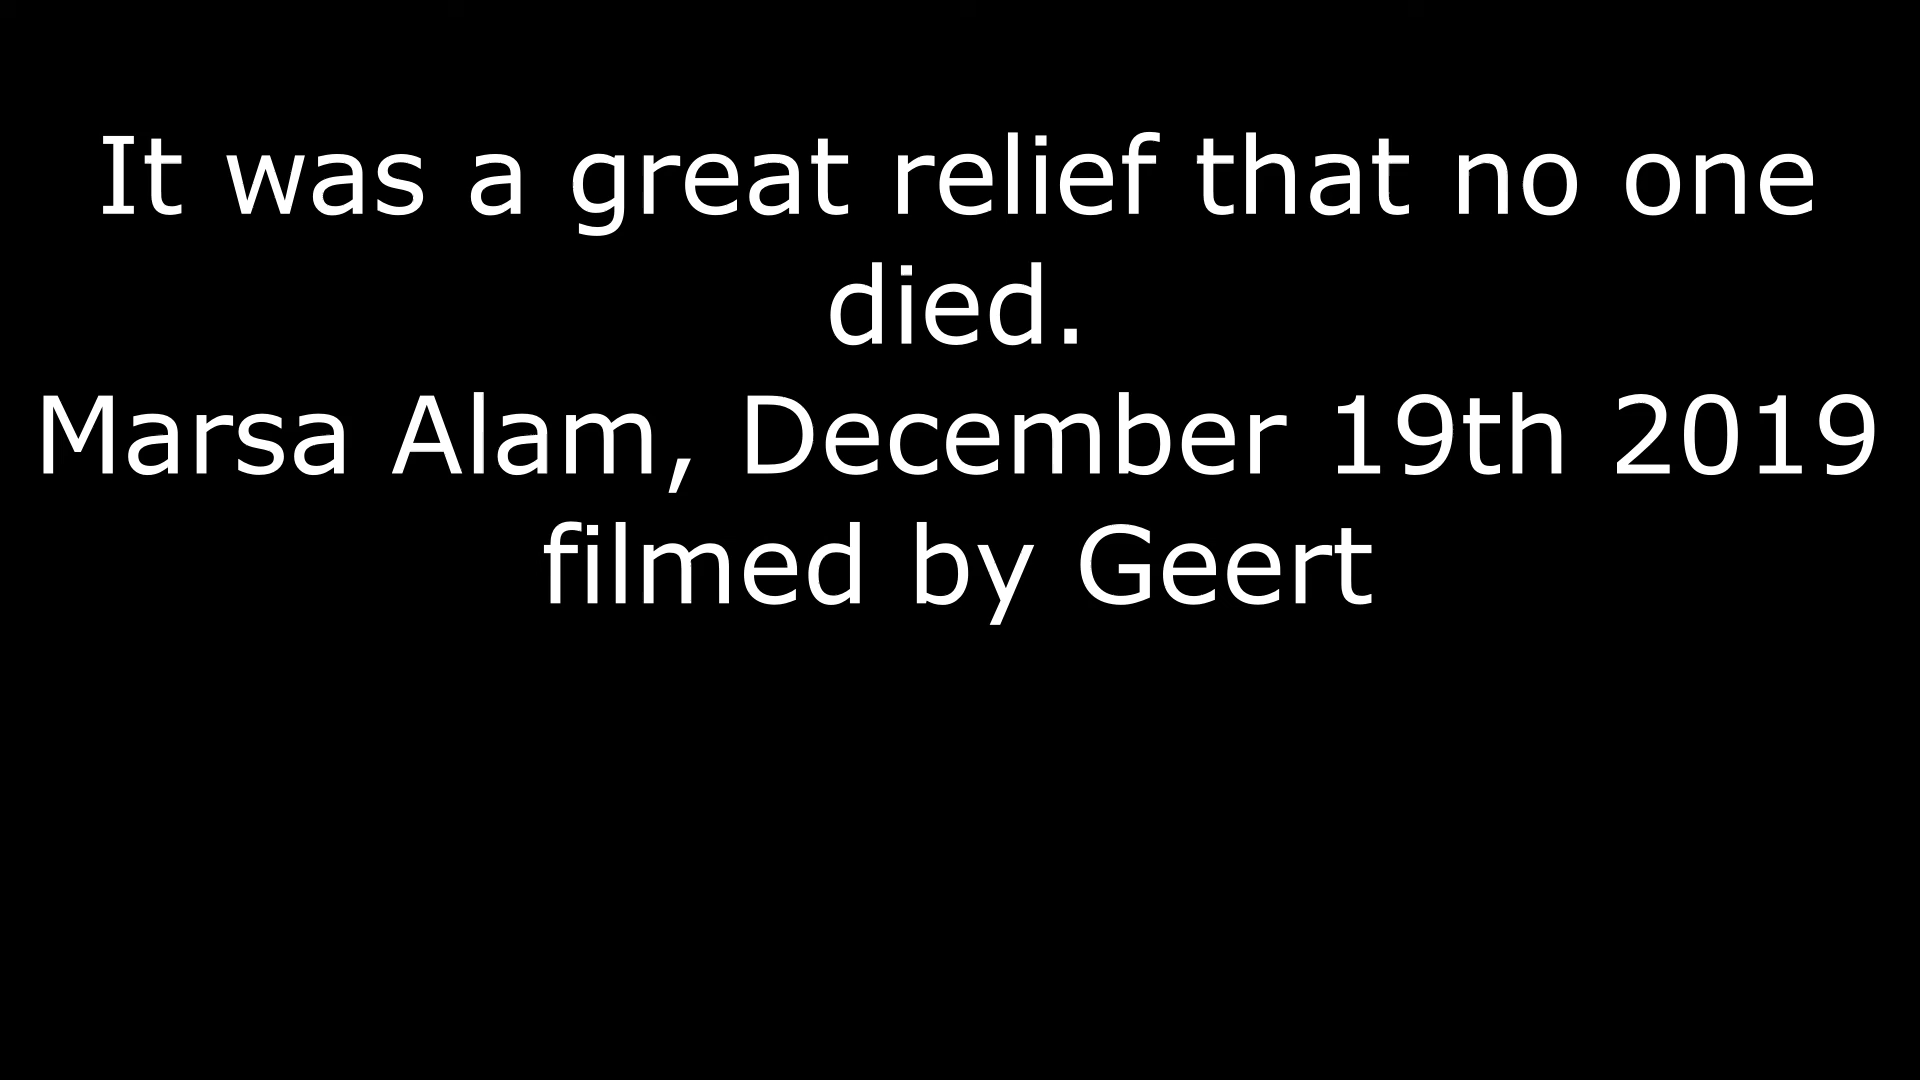 It was a great relief that no one
died.
Marsa Alam, December 19th 2019
filmed by Geert